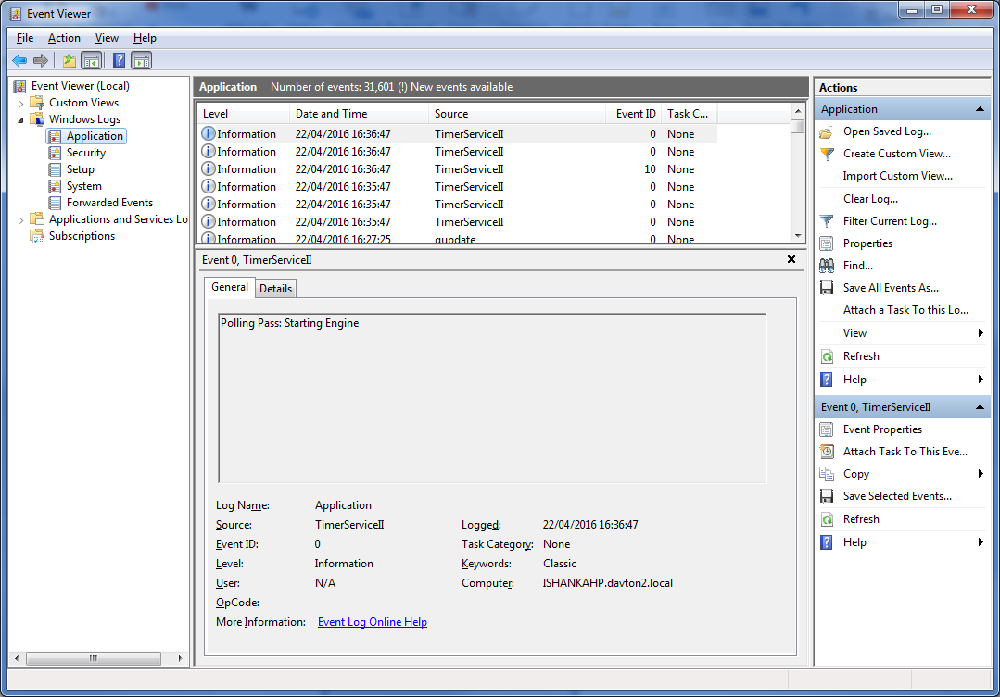 Event Viewer
File Action View Help
Event Viewer (Local)
Custom Views
Windows Logs
Application
Security
Setup
System
Forwarded Events
Applications and Services Lo
Subscriptions
Application Number of events: 31,601 (!) New events available
Level Date and Time Source Event ID Task C...
Information 22/04/2016 16:36:47 TimerServiceII 0 None
Information 22/04/2016 16:36:47 TimerServiceII 0 None
Information 22/04/2016 16:36:47 TimerServiceII 10 None
Information 22/04/2016 16:35:47 TimerServiceII 0 None
Information 22/04/2016 16:35:47 TimerServiceII 0 None
Information 22/04/2016 16:35:47 TimerServiceII 0 None
Information 22/04/2016 16:27:25 gupdate 0 None
Event 0, TimerServiceII
General Details
Polling Pass: Starting Engine
Log Name: Application
Source: TimerServiceII Logged: 22/04/2016 16:36:47
Event ID: 0 Task Category: None
Level: Information Keywords: Classic
User: N/A Computer: ISHANKAHP.davton2.local
OpCode:
More Information: Event Log Online Help
Actions
Application
Open Saved Log...
Create Custom View...
Import Custom View...
Clear Log...
Filter Current Log...
Properties
Find...
Save All Events As...
Attach a Task To this Lo...
View
Refresh
Help
Event 0, TimerServiceII
Event Properties
Attach Task To This Eve...
Copy
Save Selected Events...
Refresh
Help